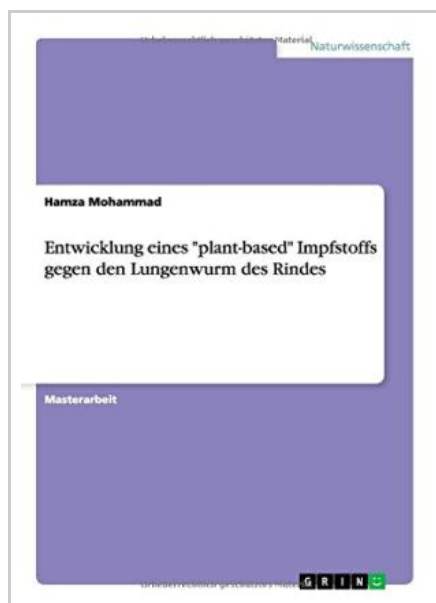 Naturwissenschaft
Hamza Mohammad
Entwicklung eines "plant-based" Impfstoffs
gegen den Lungenwurm des Rindes
Masterarbeit
GRIN